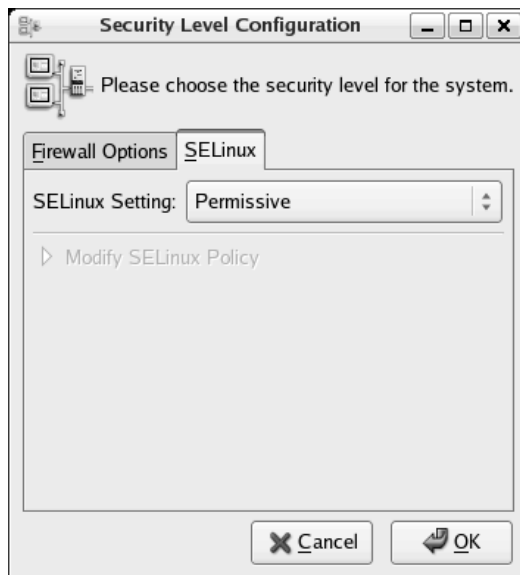 Security Level Configuration
Please choose the security level for the system.
Firewall Options SELinux
SELinux Setting: Permissive
Modify SELinux Policy
Cancel OK